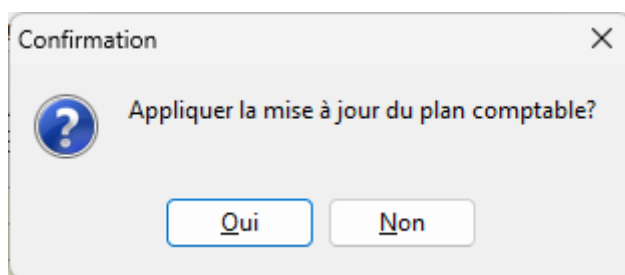 Confirmation
Appliquer la mise à jour du plan comptable?
Oui
Non